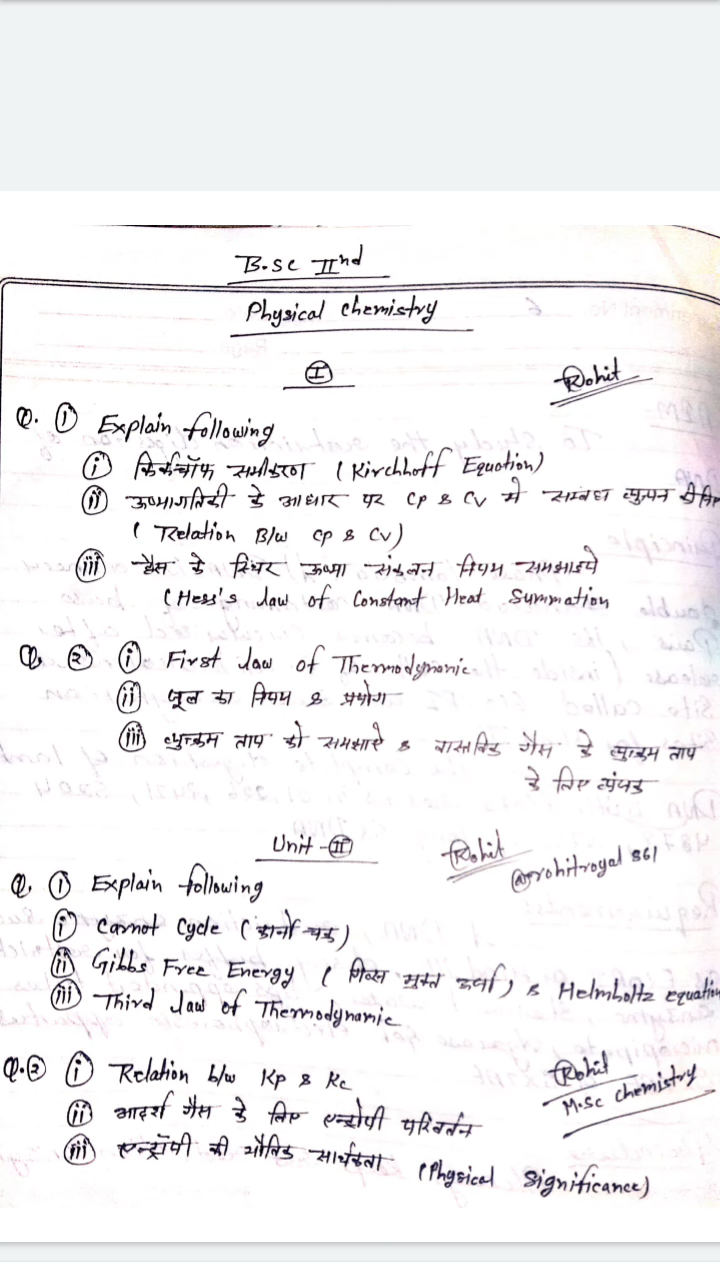 B.sc IInd
Physical chemistry
I
Rohit
Q. ① Explain following
(i) किर्कचॉफ समीकरण ( Kirchhoff Equation)
(ii) ऊष्मागतिकी के आधार पर Cp & Cv में सम्बंध व्युत्पन्न
( Relation B/w Cp & Cv)
(iii) हैस के स्थिर ऊष्मा संकलन नियम समझाइये
(Hess's law of Constant Heat Summation
Q. ② (i) First law of Thermodynamic
(ii) जूल का नियम & प्रयोग
(iii) व्युत्क्रम ताप को समझाये & वास्तविक गैस के व्युत्क्रम ताप
के लिए व्यंजक
Unit - II
Rohit
@rohitroyal861
Q. ① Explain following
(i) Carnot Cycle (कार्नो चक्र)
(ii) Gibbs Free Energy ( गिब्स मुक्त ऊर्जा) & Helmholtz equation
(iii) Third law of Thermodynamic
Q. ② (i) Relation b/w Kp & Kc
Rohit
M.sc chemistry
(ii) आदर्श गैस के लिए एन्ट्रोपी परिवर्तन
(iii) एन्ट्रॉपी की भौतिक सार्थकता (Physical Significance)